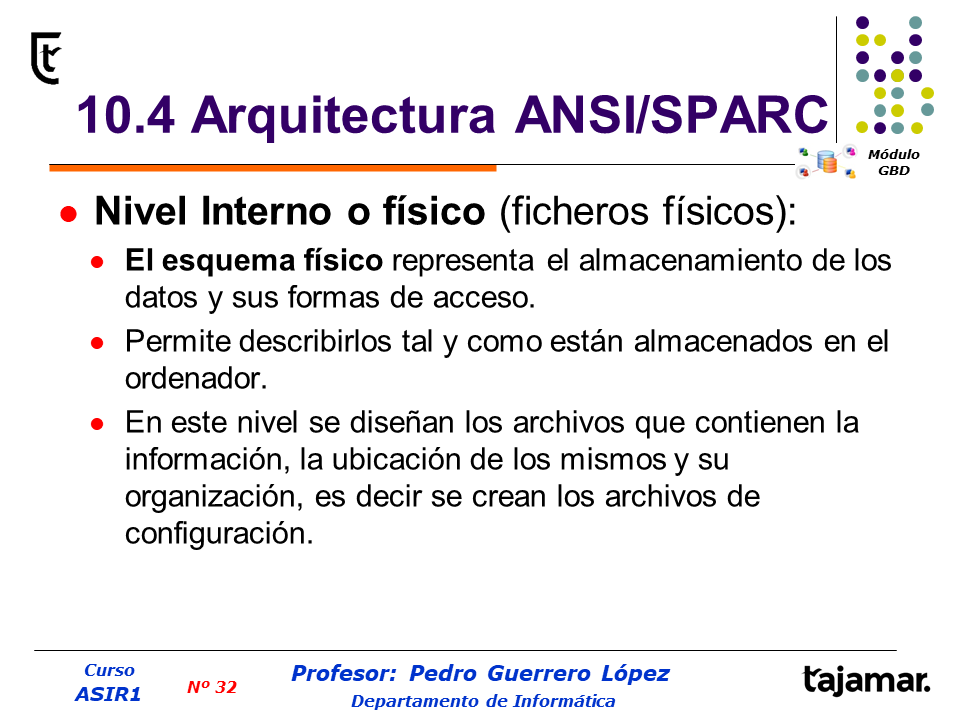 10.4 Arquitectura ANSI/SPARC
Módulo
GBD
Nivel Interno o físico (ficheros físicos):
El esquema físico representa el almacenamiento de los
datos y sus formas de acceso.
Permite describirlos tal y como están almacenados en el
ordenador.
En este nivel se diseñan los archivos que contienen la
información, la ubicación de los mismos y su
organización, es decir se crean los archivos de
configuración.
Curso
ASIR1
Nº 32
Profesor: Pedro Guerrero López
Departamento de Informática
tajamar.